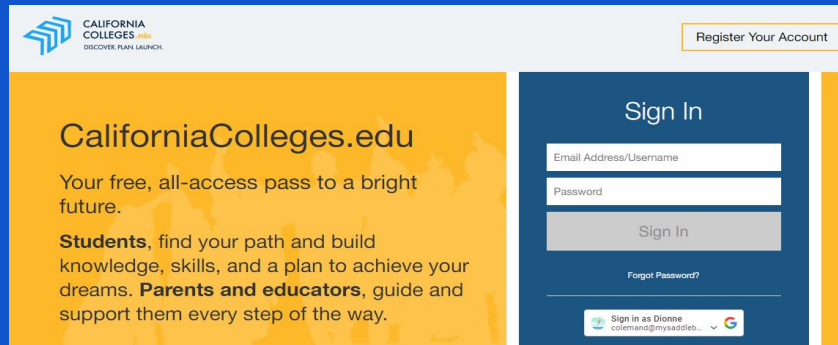 CALIFORNIA
COLLEGES.edu
DISCOVER. PLAN. LAUNCH.
Register Your Account
CaliforniaColleges.edu
Your free, all-access pass to a bright
future.
Students, find your path and build
knowledge, skills, and a plan to achieve your
dreams. Parents and educators, guide and
support them every step of the way.
Sign In
Email Address/Username
Password
Sign In
Forgot Password?
Sign in as Dionne
colemand@mysaddleb...